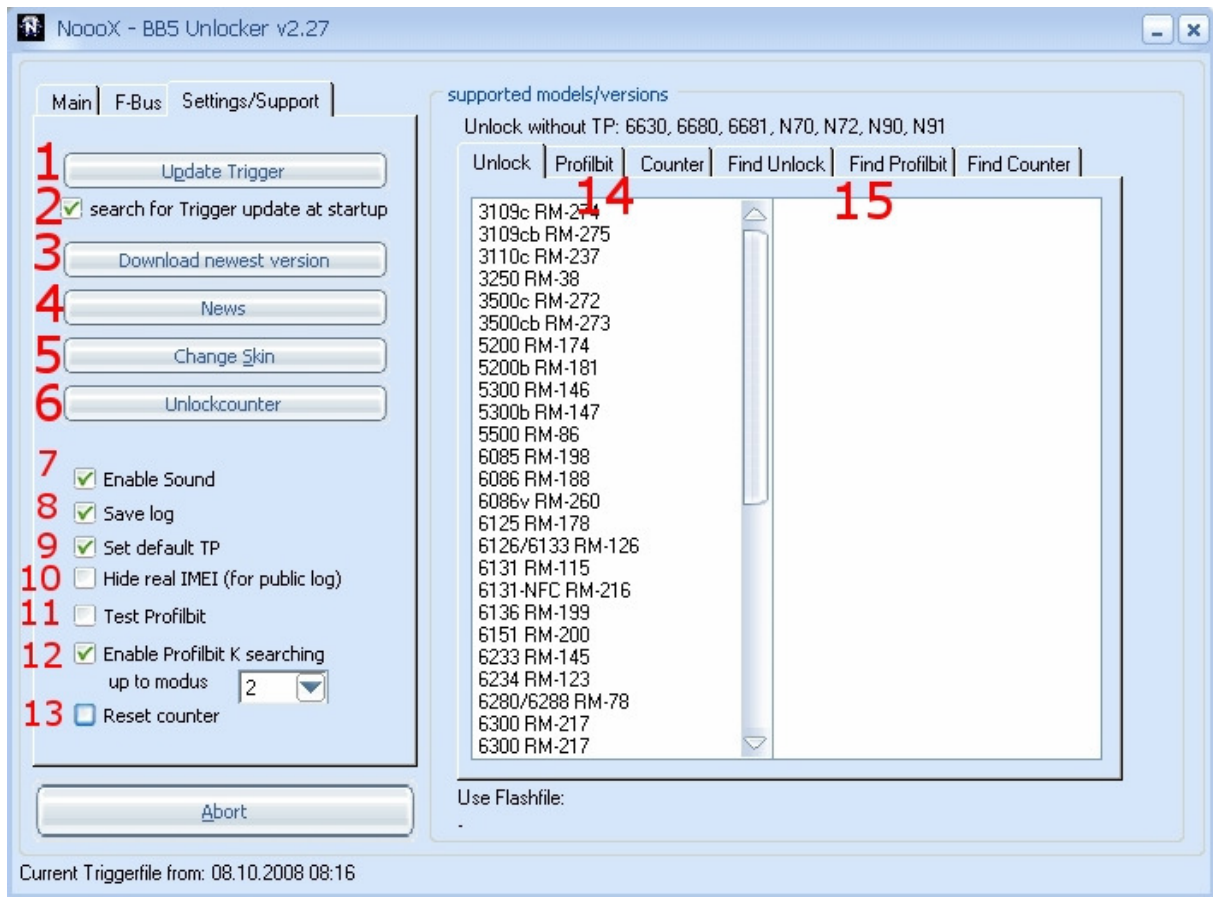 NoooX - BB5 Unlocker v2.27
Main F-Bus Settings/Support
1 Update Trigger
2 search for Trigger update at startup
3 Download newest version
4 News
5 Change Skin
6 Unlockcounter
7 Enable Sound
8 Save log
9 Set default TP
10 Hide real IMEI (for public log)
11 Test Profilbit
12 Enable Profilbit K searching
up to modus 2
13 Reset counter
Abort
supported models/versions
Unlock without TP: 6630, 6680, 6681, N70, N72, N90, N91
Unlock Profilbit Counter Find Unlock Find Profilbit Find Counter
14 15
3109c RM-274
3109cb RM-275
3110c RM-237
3250 RM-38
3500c RM-272
3500cb RM-273
5200 RM-174
5200b RM-181
5300 RM-146
5300b RM-147
5500 RM-86
6085 RM-198
6086 RM-188
6086v RM-260
6125 RM-178
6126/6133 RM-126
6131 RM-115
6131-NFC RM-216
6136 RM-199
6151 RM-200
6233 RM-145
6234 RM-123
6280/6288 RM-78
6300 RM-217
6300 RM-217
Use Flashfile:
-
Current Triggerfile from: 08.10.2008 08:16